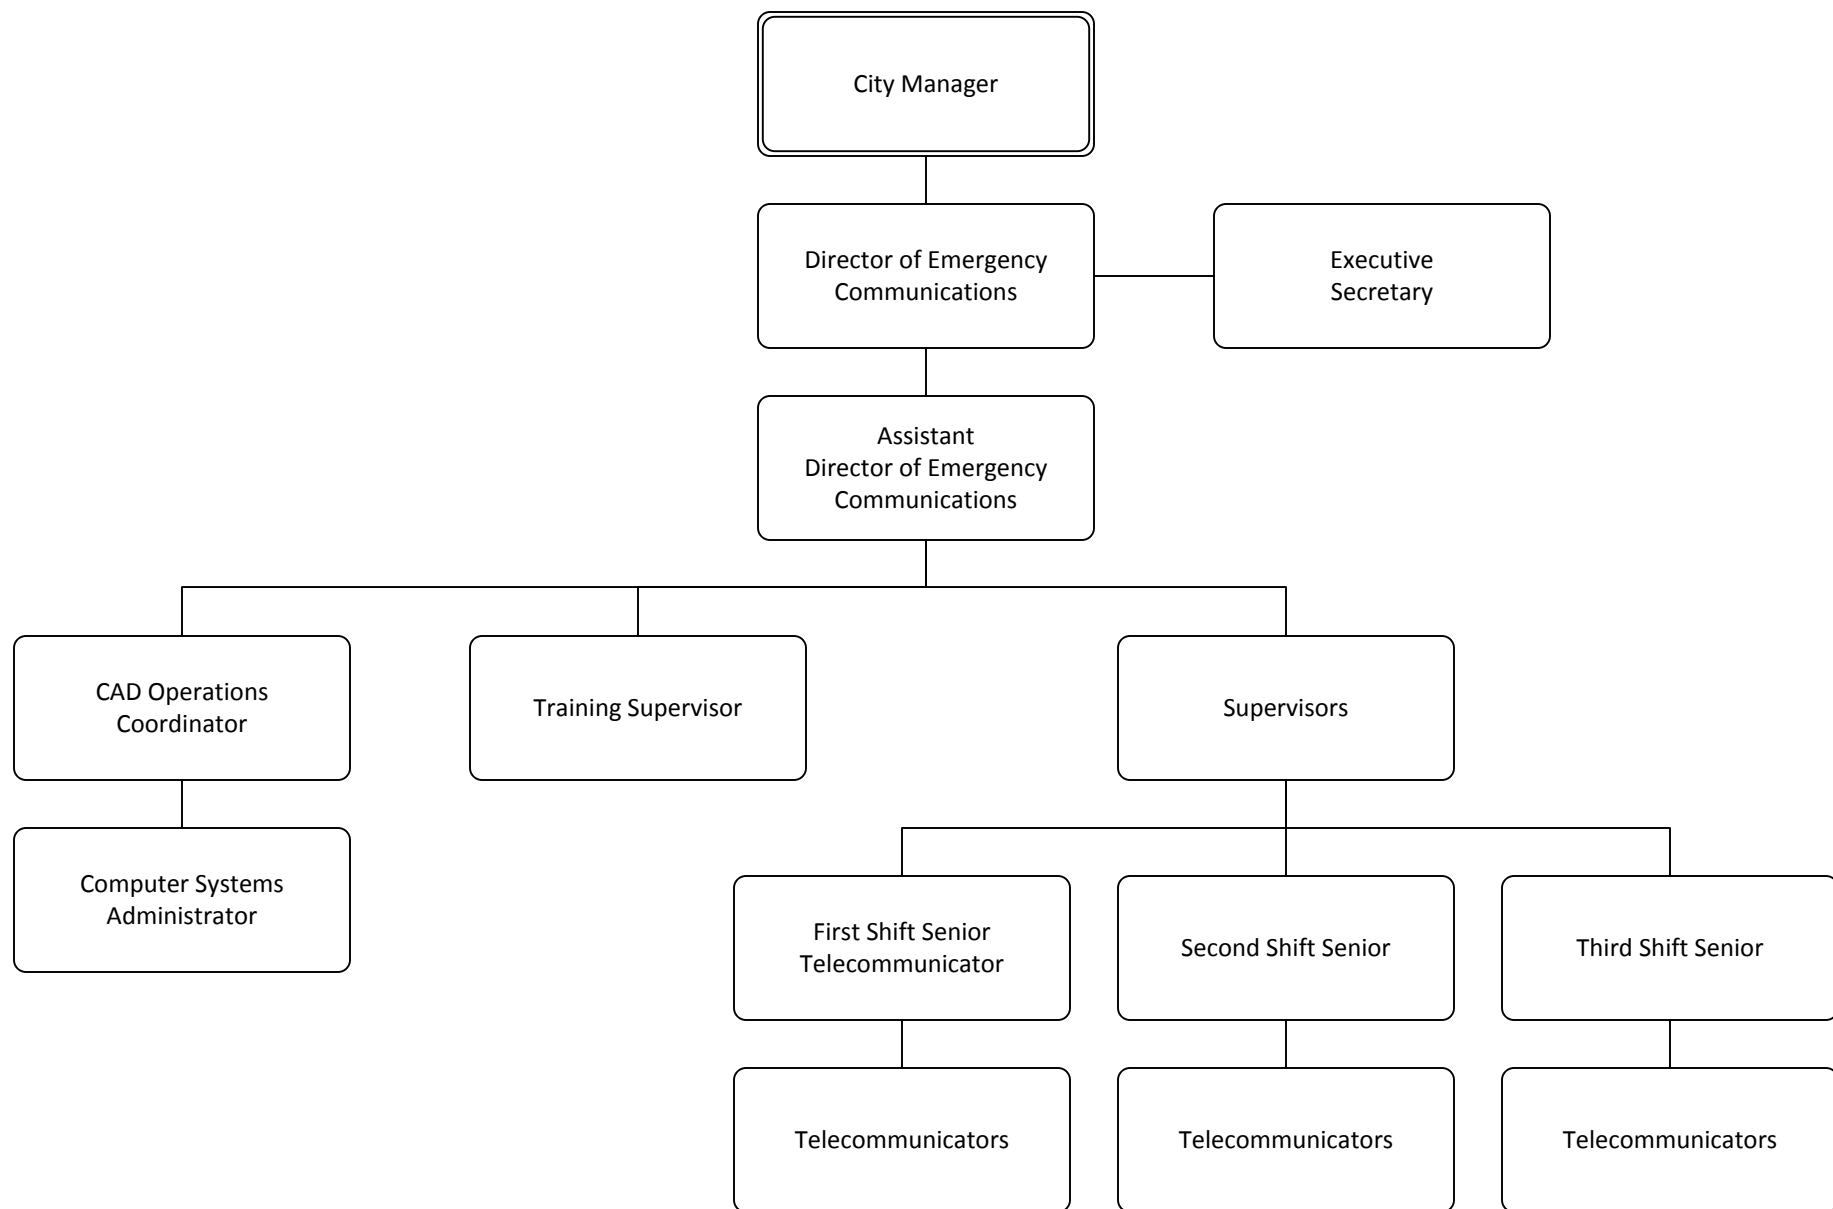 City Manager
Director of Emergency
Communications
Executive
Secretary
Assistant
Director of Emergency
Communications
CAD Operations
Coordinator
Training Supervisor
Supervisors
Computer Systems
Administrator
First Shift Senior
Telecommunicator
Second Shift Senior
Third Shift Senior
Telecommunicators
Telecommunicators
Telecommunicators